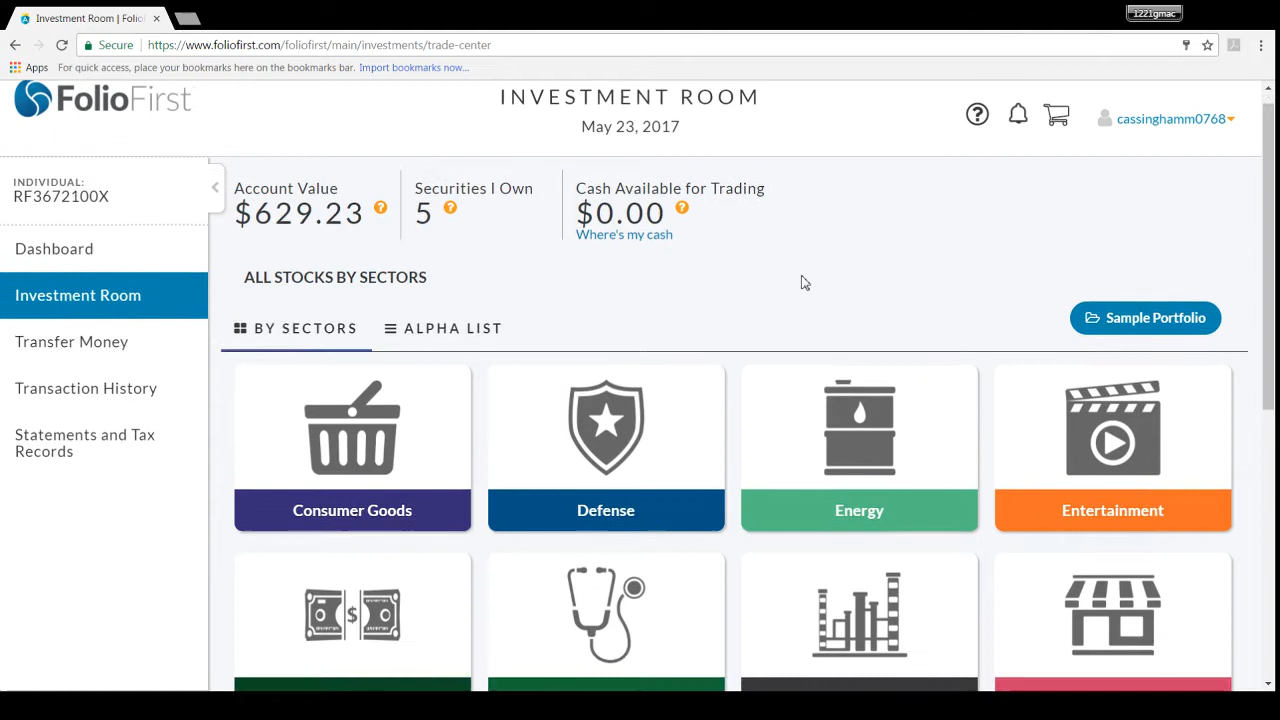 Investment Room | Folio
1221gmac
Secure https://www.foliofirst.com/foliofirst/main/investments/trade-center
Apps For quick access, place your bookmarks here on the bookmarks bar. Import bookmarks now...
FolioFirst
INVESTMENT ROOM
May 23, 2017
cassinghamm0768
INDIVIDUAL:
RF3672100X
Dashboard
Investment Room
Transfer Money
Transaction History
Statements and Tax
Records
Account Value
$629.23
Securities I Own
5
Cash Available for Trading
$0.00
Where's my cash
ALL STOCKS BY SECTORS
BY SECTORS ALPHA LIST
Sample Portfolio
Consumer Goods Defense Energy Entertainment